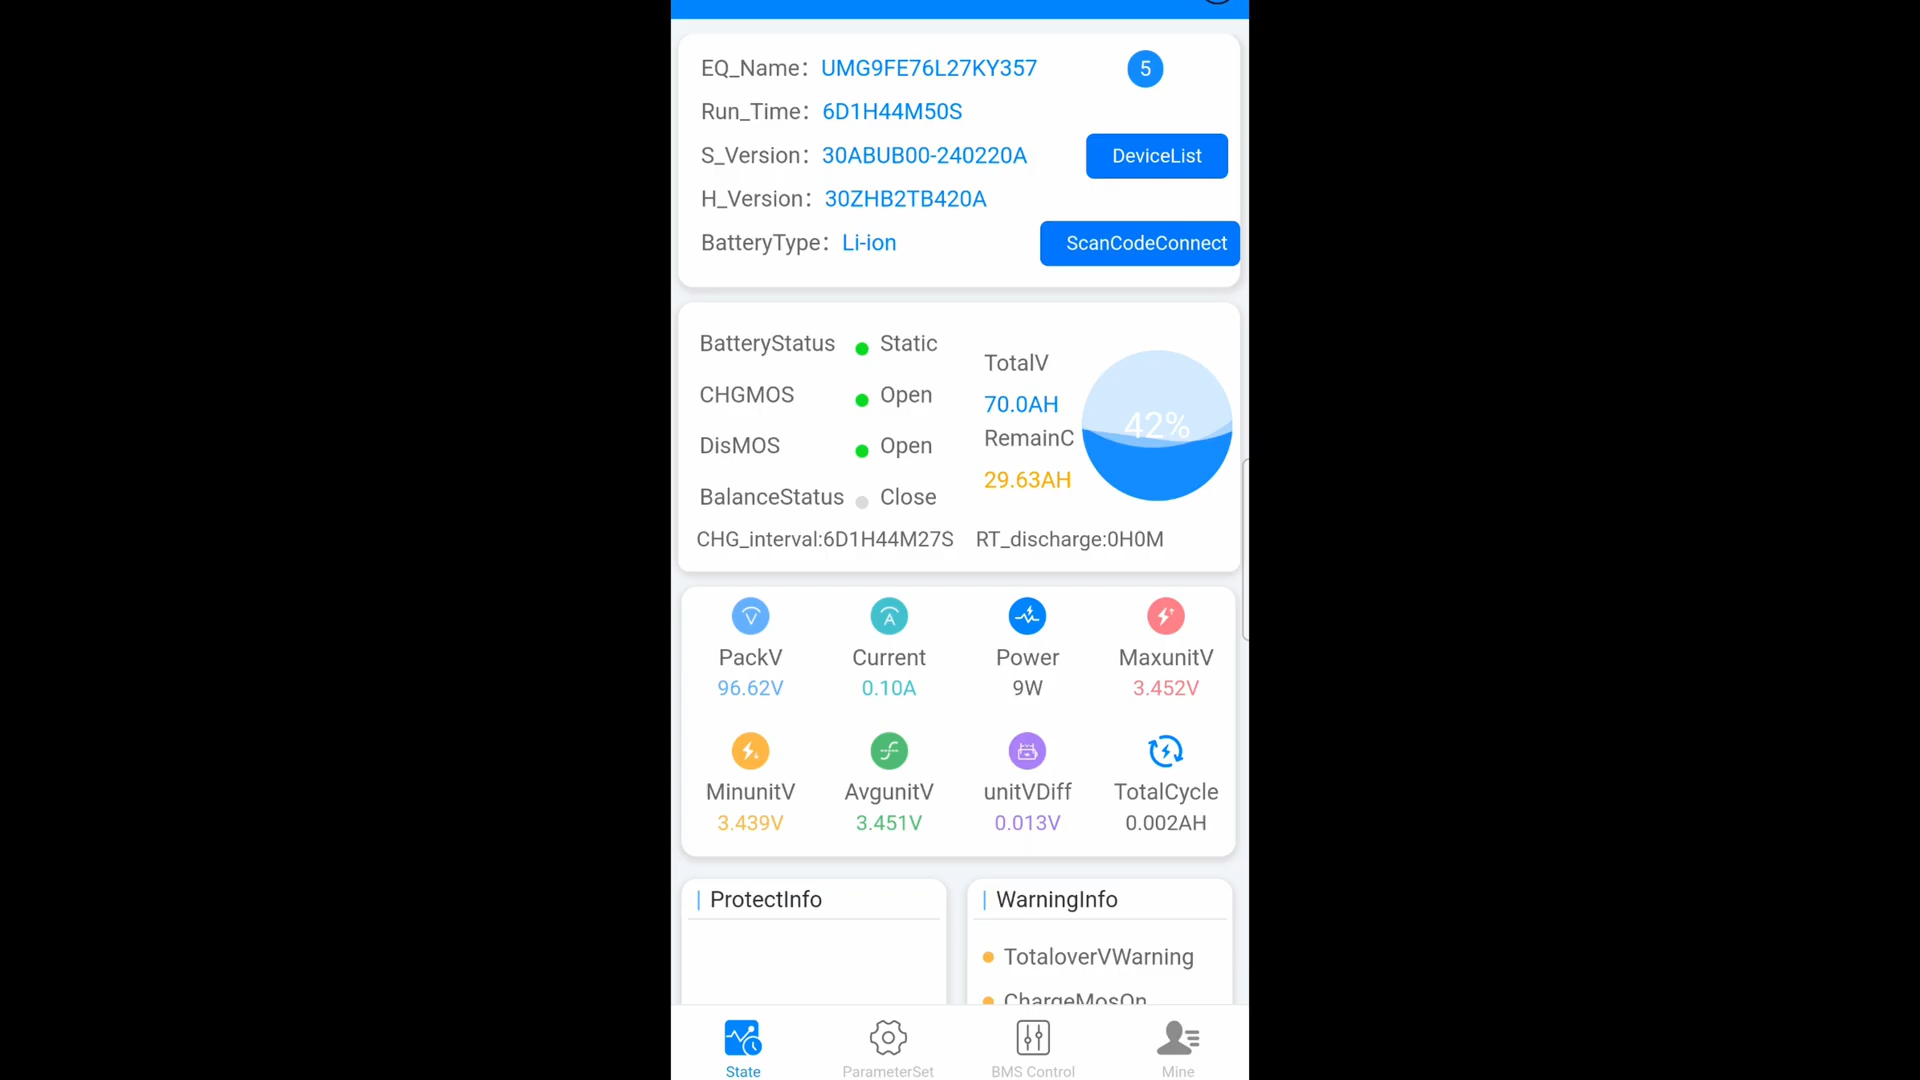 EQ_Name: UMG9FE76L27KY357
5
Run_Time: 6D1H44M50S
S_Version: 30ABUB00-240220A
DeviceList
H_Version: 30ZHB2TB420A
BatteryType: Li-ion
ScanCodeConnect
BatteryStatus Static
CHGMOS Open
DisMOS Open
BalanceStatus Close
TotalV
70.0AH
RemainC
29.63AH
42%
CHG_interval:6D1H44M27S RT_discharge:0H0M
PackV Current Power MaxunitV
96.62V 0.10A 9W 3.452V
MinunitV AvgunitV unitVDiff TotalCycle
3.439V 3.451V 0.013V 0.002AH
ProtectInfo
WarningInfo
TotaloverVWarning
ChargeMosOn
State ParameterSet BMS Control Mine